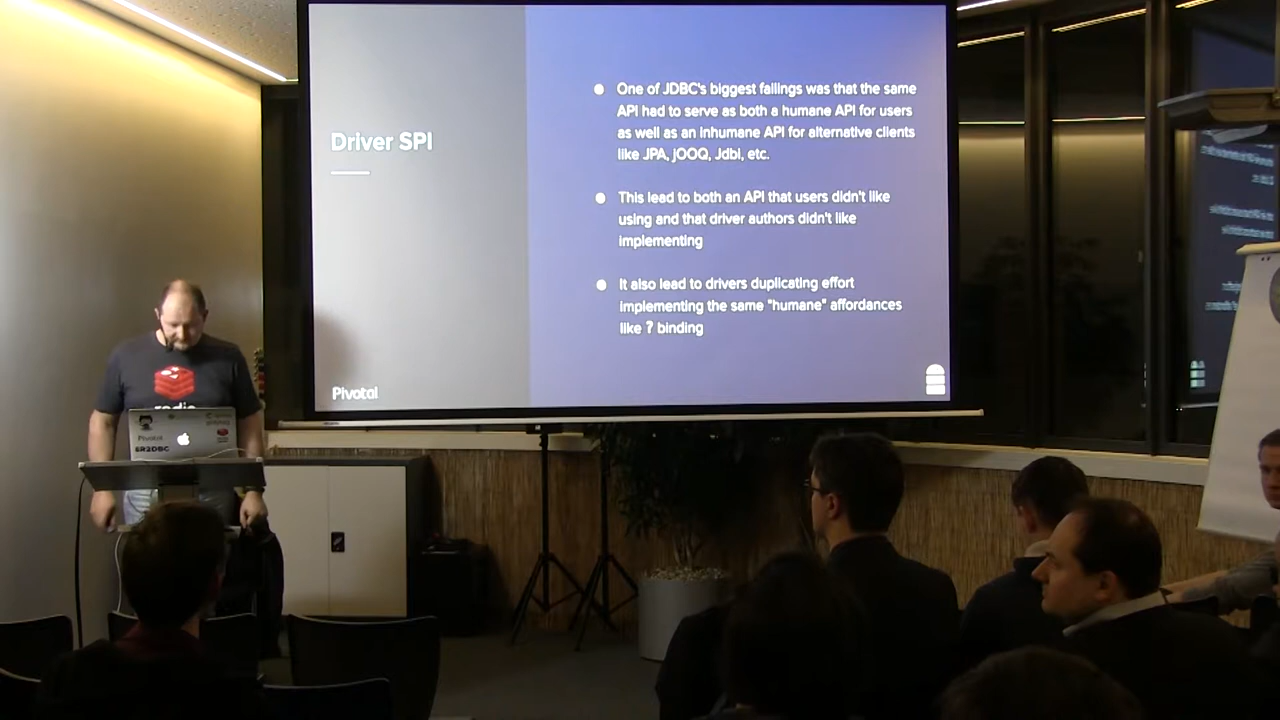 Driver SPI
One of JDBC's biggest failings was that the same
API had to serve as both a humane API for users
as well as an inhumane API for alternative clients
like JPA, jOOQ, Jdbi, etc.
This lead to both an API that users didn't like
using and that driver authors didn't like
implementing
It also lead to drivers duplicating effort
implementing the same "humane" affordances
like ? binding
Pivotal
redis
Pivotal
R2DBC